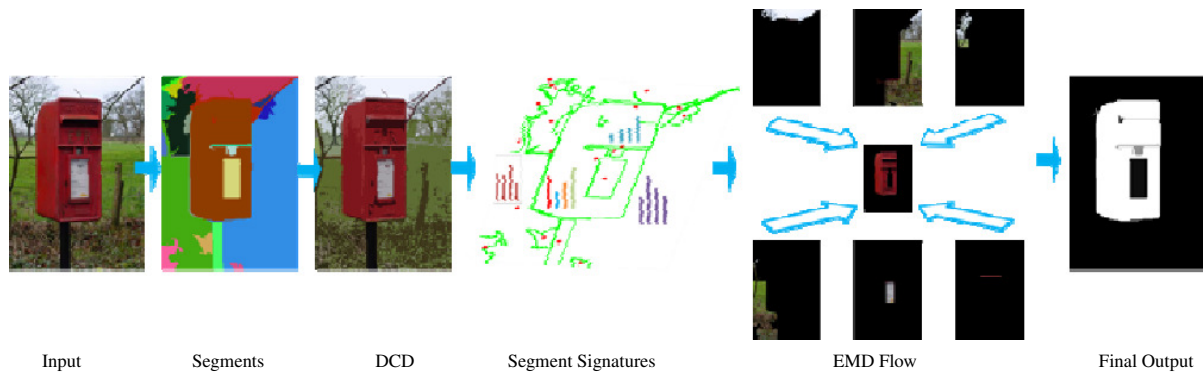 Input
Segments
DCD
Segment Signatures
EMD Flow
Final Output